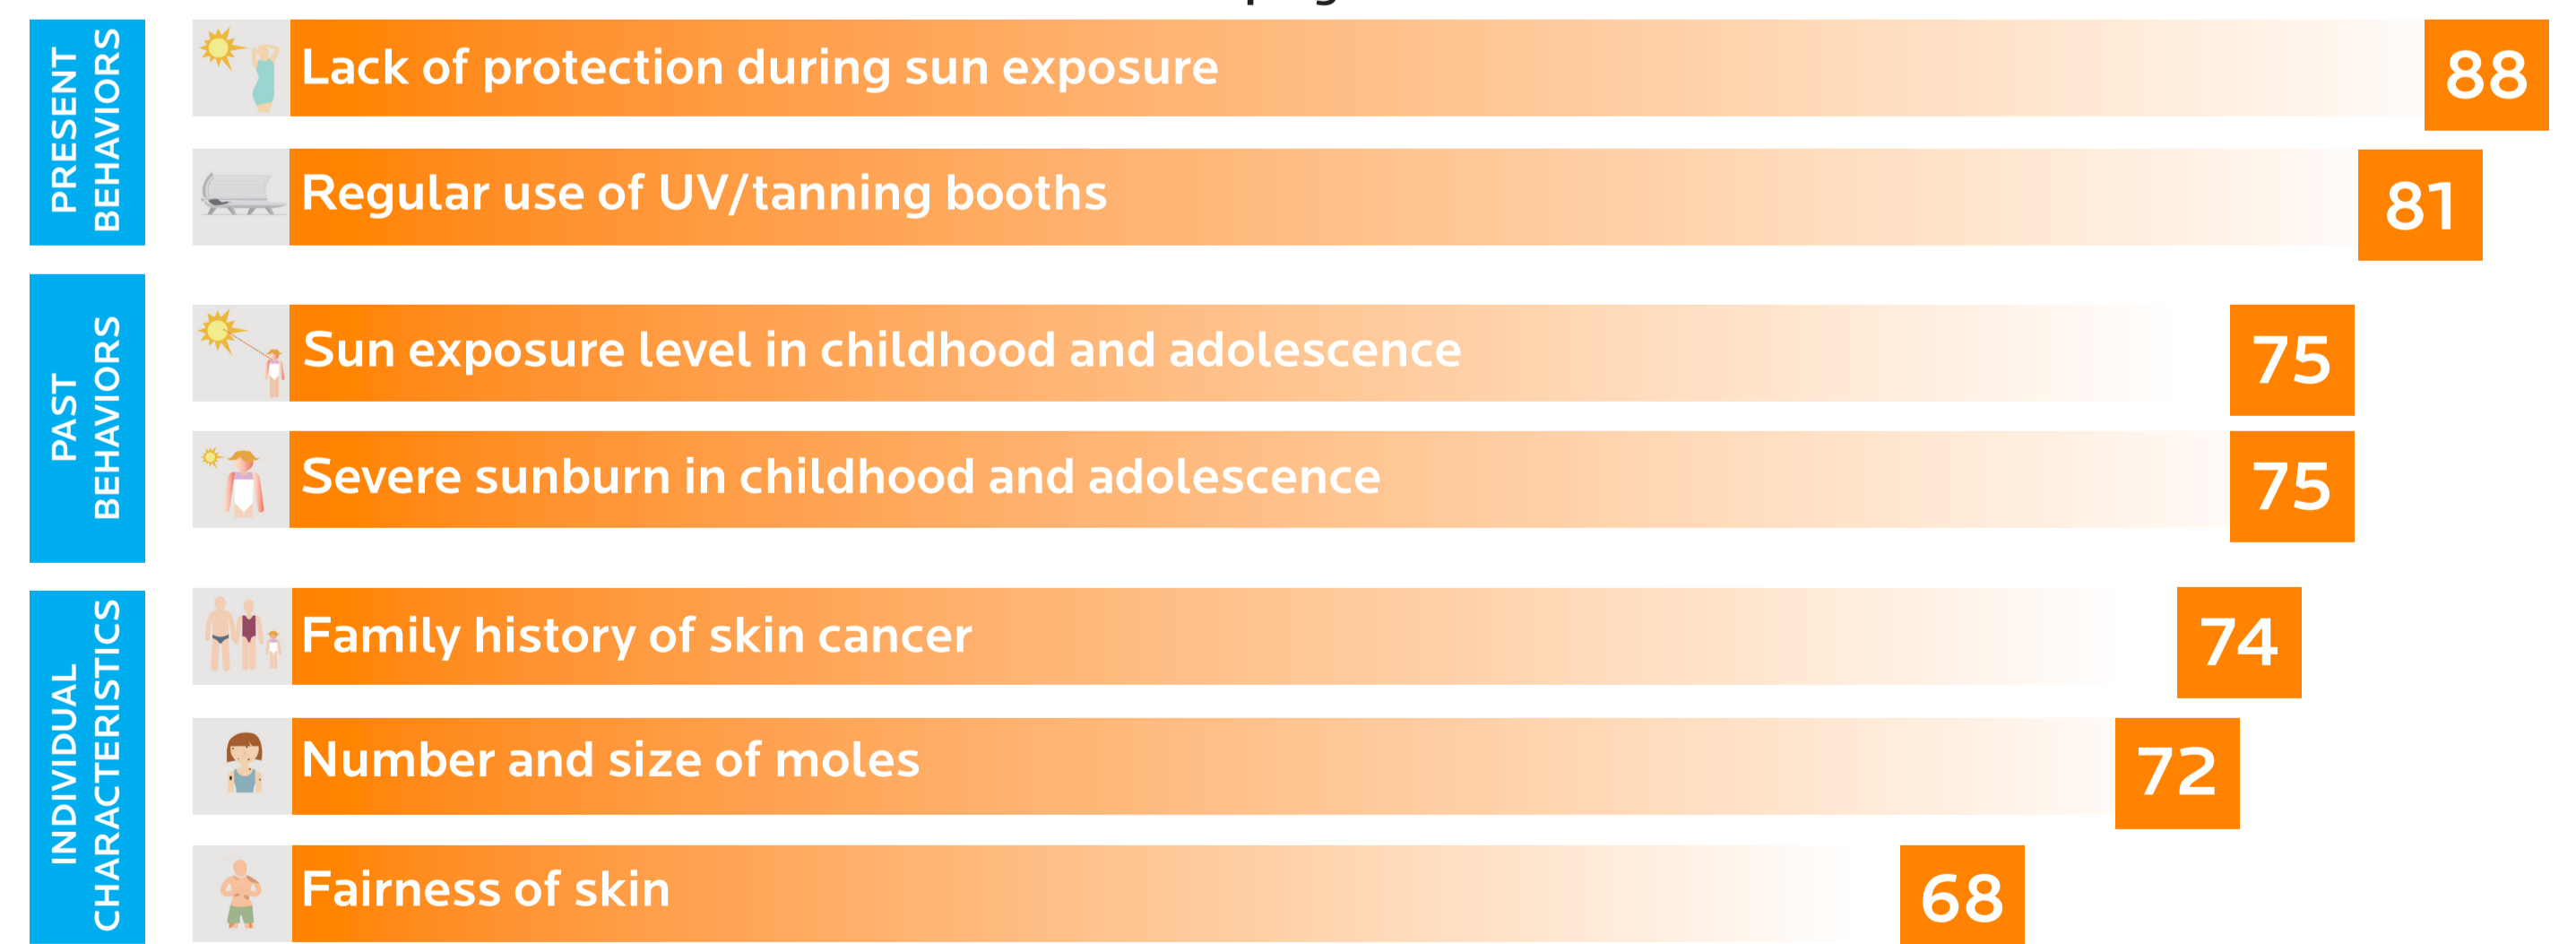 PRESENT
BEHAVIORS
Lack of protection during sun exposure
88
Regular use of UV/tanning booths
81
PAST
BEHAVIORS
Sun exposure level in childhood and adolescence
75
Severe sunburn in childhood and adolescence
75
INDIVIDUAL
CHARACTERISTICS
Family history of skin cancer
74
Number and size of moles
72
Fairness of skin
68